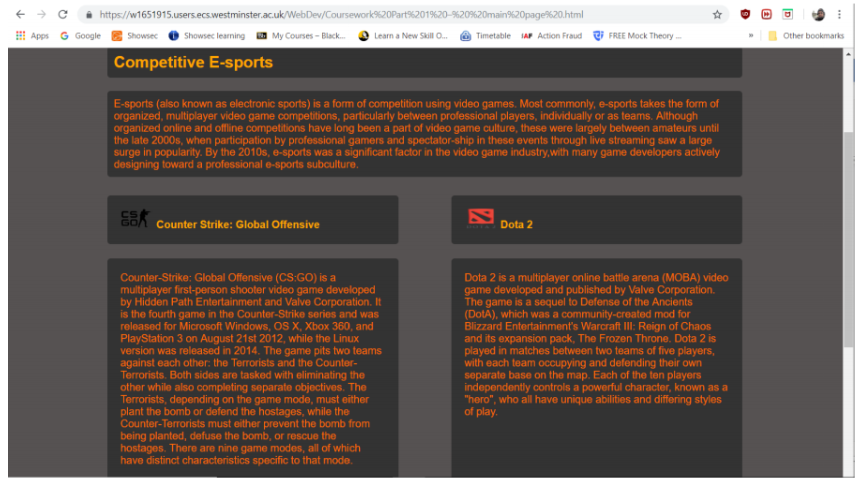 https://w1651915.users.ecs.westminster.ac.uk/WebDev/Coursework%20Part%201%20-%20%20main%20page%20.html
Apps Google Showsec Showsec learning My Courses – Black... Learn a New Skill O... Timetable IAF Action Fraud FREE Mock Theory ... » Other bookmarks
Competitive E-sports
E-sports (also known as electronic sports) is a form of competition using video games. Most commonly, e-sports takes the form of
organized, multiplayer video game competitions, particularly between professional players, individually or as teams. Although
organized online and offline competitions have long been a part of video game culture, these were largely between amateurs until
the late 2000s, when participation by professional gamers and spectator-ship in these events through live streaming saw a large
surge in popularity. By the 2010s, e-sports was a significant factor in the video game industry,with many game developers actively
designing toward a professional e-sports subculture.
CS GO Counter Strike: Global Offensive
Counter-Strike: Global Offensive (CS:GO) is a
multiplayer first-person shooter video game developed
by Hidden Path Entertainment and Valve Corporation. It
is the fourth game in the Counter-Strike series and was
released for Microsoft Windows, OS X, Xbox 360, and
PlayStation 3 on August 21st 2012, while the Linux
version was released in 2014. The game pits two teams
against each other: the Terrorists and the Counter-
Terrorists. Both sides are tasked with eliminating the
other while also completing separate objectives. The
Terrorists, depending on the game mode, must either
plant the bomb or defend the hostages, while the
Counter-Terrorists must either prevent the bomb from
being planted, defuse the bomb, or rescue the
hostages. There are nine game modes, all of which
have distinct characteristics specific to that mode.
Dota 2
Dota 2 is a multiplayer online battle arena (MOBA) video
game developed and published by Valve Corporation.
The game is a sequel to Defense of the Ancients
(DotA), which was a community-created mod for
Blizzard Entertainment's Warcraft III: Reign of Chaos
and its expansion pack, The Frozen Throne. Dota 2 is
played in matches between two teams of five players,
with each team occupying and defending their own
separate base on the map. Each of the ten players
independently controls a powerful character, known as a
"hero", who all have unique abilities and differing styles
of play.